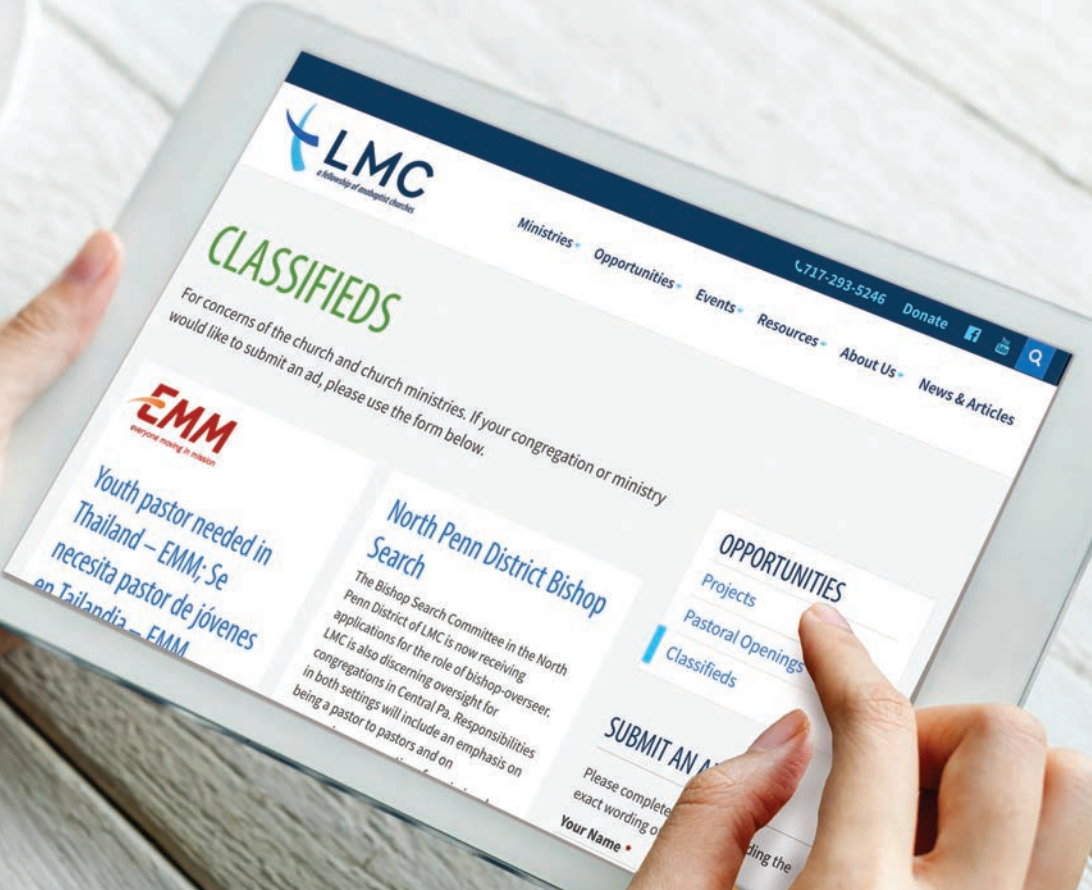 LMC
a fellowship of anabaptist churches
717-293-5246 Donate
Ministries Opportunities Events Resources About Us News & Articles
CLASSIFIEDS
For concerns of the church and church ministries. If your congregation or ministry
would like to submit an ad, please use the form below.
EMM
everyone moving in mission
Youth pastor needed in
Thailand – EMM; Se
necesita pastor de jóvenes
en Tailandia – EMM
North Penn District Bishop
Search
The Bishop Search Committee in the North
Penn District of LMC is now receiving
applications for the role of bishop-overseer.
LMC is also discerning oversight for
congregations in Central Pa. Responsibilities
in both settings will include an emphasis on
being a pastor to pastors and on
OPPORTUNITIES
Projects
Pastoral Openings
Classifieds
SUBMIT AN
Please complete
exact wording
Your Name *
the